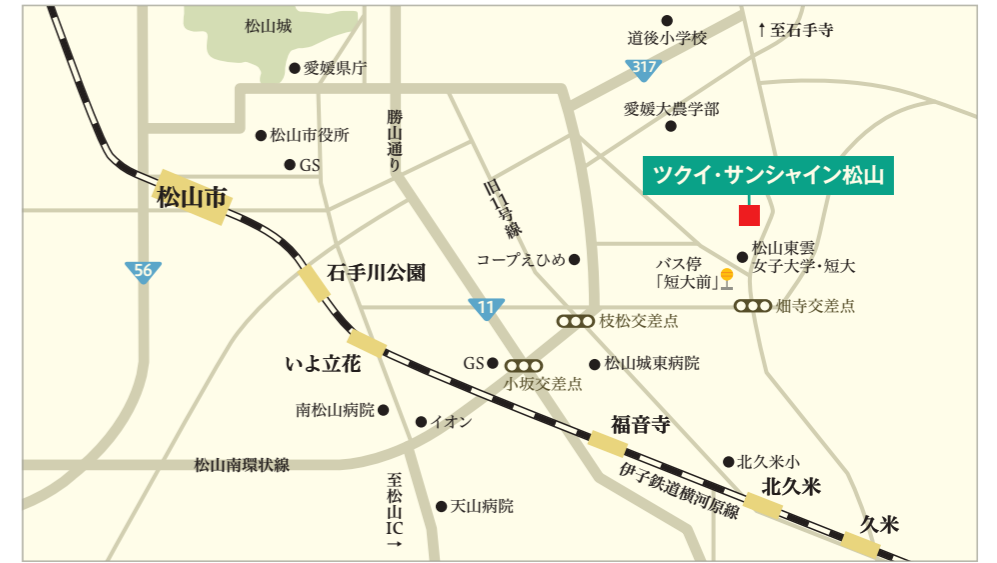 松山城
道後小学校
↑至石手寺
愛媛県庁
317
愛媛大農学部
勝山通り
松山市役所
GS
ツクイ・サンシャイン松山
松山市
旧11号線
松山東雲
女子大学・短大
コープえひめ
バス停
「短大前」
56
石手川公園
11
畑寺交差点
枝松交差点
いよ立花
GS
松山城東病院
小坂交差点
南松山病院
イオン
福音寺
松山南環状線
北久米小
伊子鉄道横河原線
北久米
至松山IC→
天山病院
久米